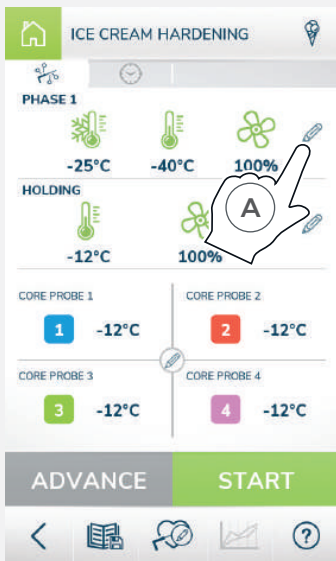 ICE CREAM HARDENING
PHASE 1
-25°C -40°C 100%
A
HOLDING
-12°C 100%
CORE PROBE 1 CORE PROBE 2
1 -12°C 2 -12°C
CORE PROBE 3 CORE PROBE 4
3 -12°C 4 -12°C
ADVANCE START
?